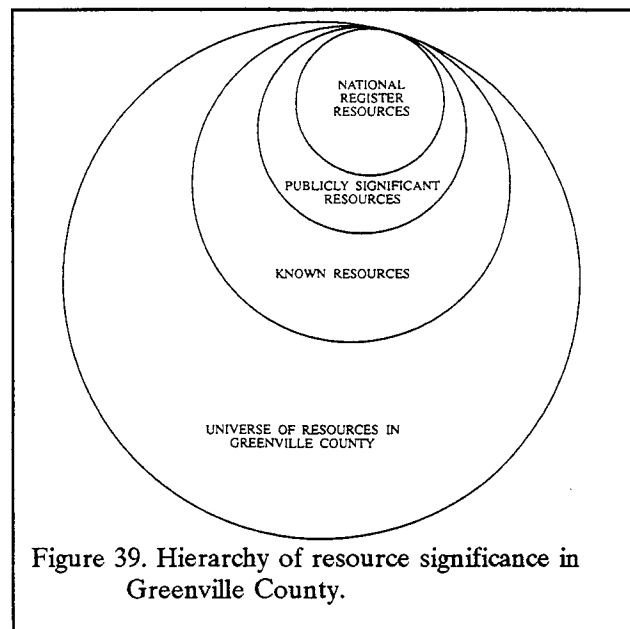 NATIONAL
REGISTER
RESOURCES
PUBLICLY SIGNIFICANT
RESOURCES
KNOWN RESOURCES
UNIVERSE OF RESOURCES IN
GREENVILLE COUNTY
Figure 39. Hierarchy of resource significance in
Greenville County.